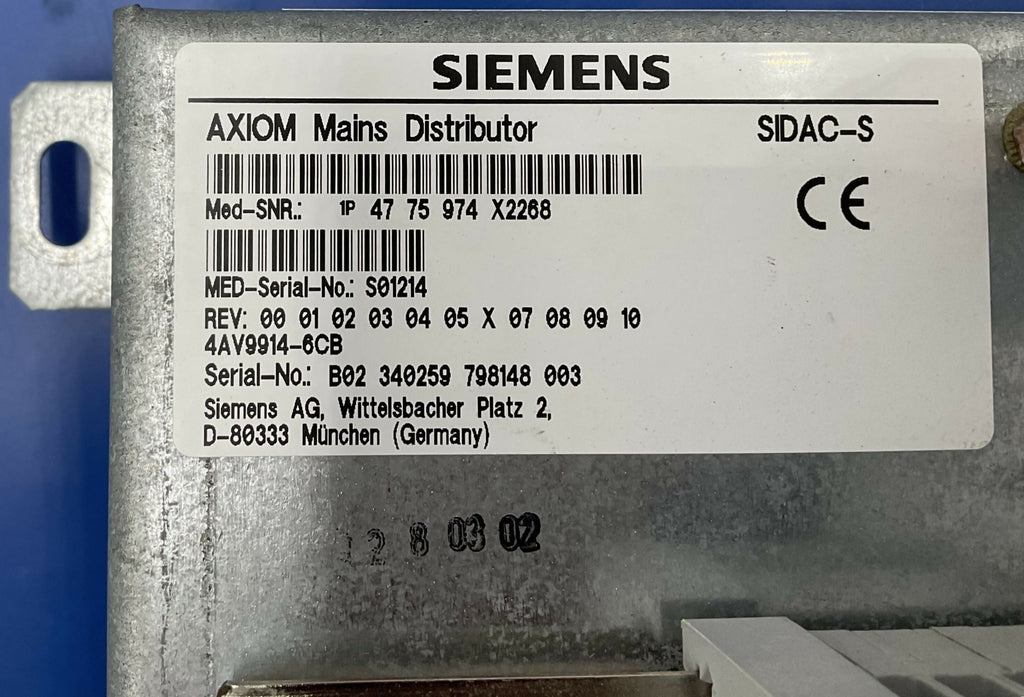 SIEMENS
AXIOM Mains Distributor SIDAC-S
CE
Med-SNR.: 1P 47 75 974 X2268
MED-Serial-No.: S01214
REV: 00 01 02 03 04 05 X 07 08 09 10
4AV9914-6CB
Serial-No.: B02 340259 798148 003
Siemens AG, Wittelsbacher Platz 2,
D-80333 München (Germany)
2 8 03 02